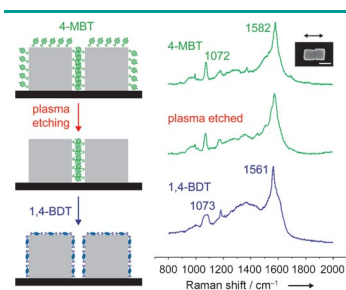 4-MBT
plasma
etching
1,4-BDT
1582
4-MBT
1072
plasma etched
1561
1,4-BDT
1073
800 1000 1200 1400 1600 1800 2000
Raman shift / cm⁻¹